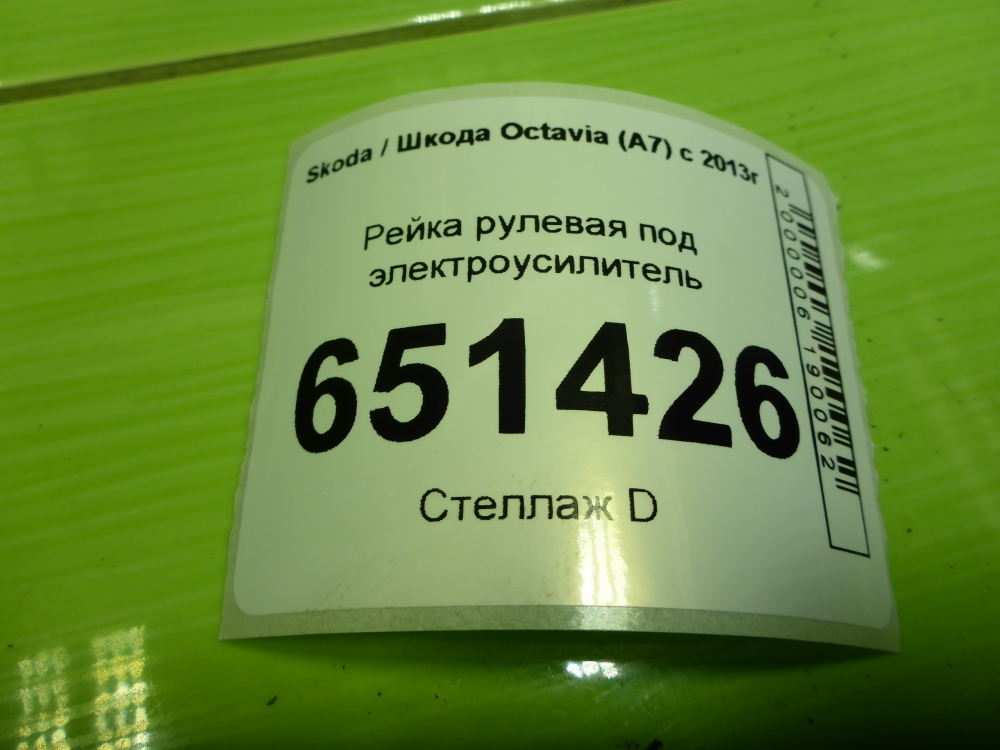 Skoda / Шкода Octavia (A7) с 2013г
Рейка рулевая под
электроусилитель
651426
Стеллаж D
2000006190062